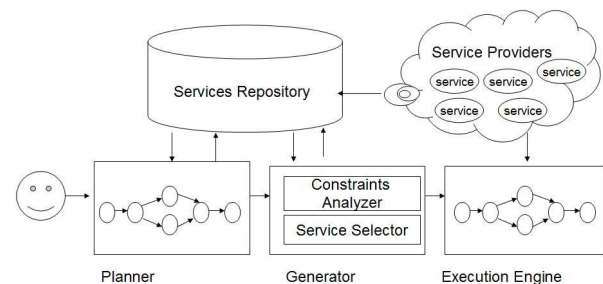 Service Providers
service
service
service
service
service
Services Repository
Constraints
Analyzer
Service Selector
Planner
Generator
Execution Engine